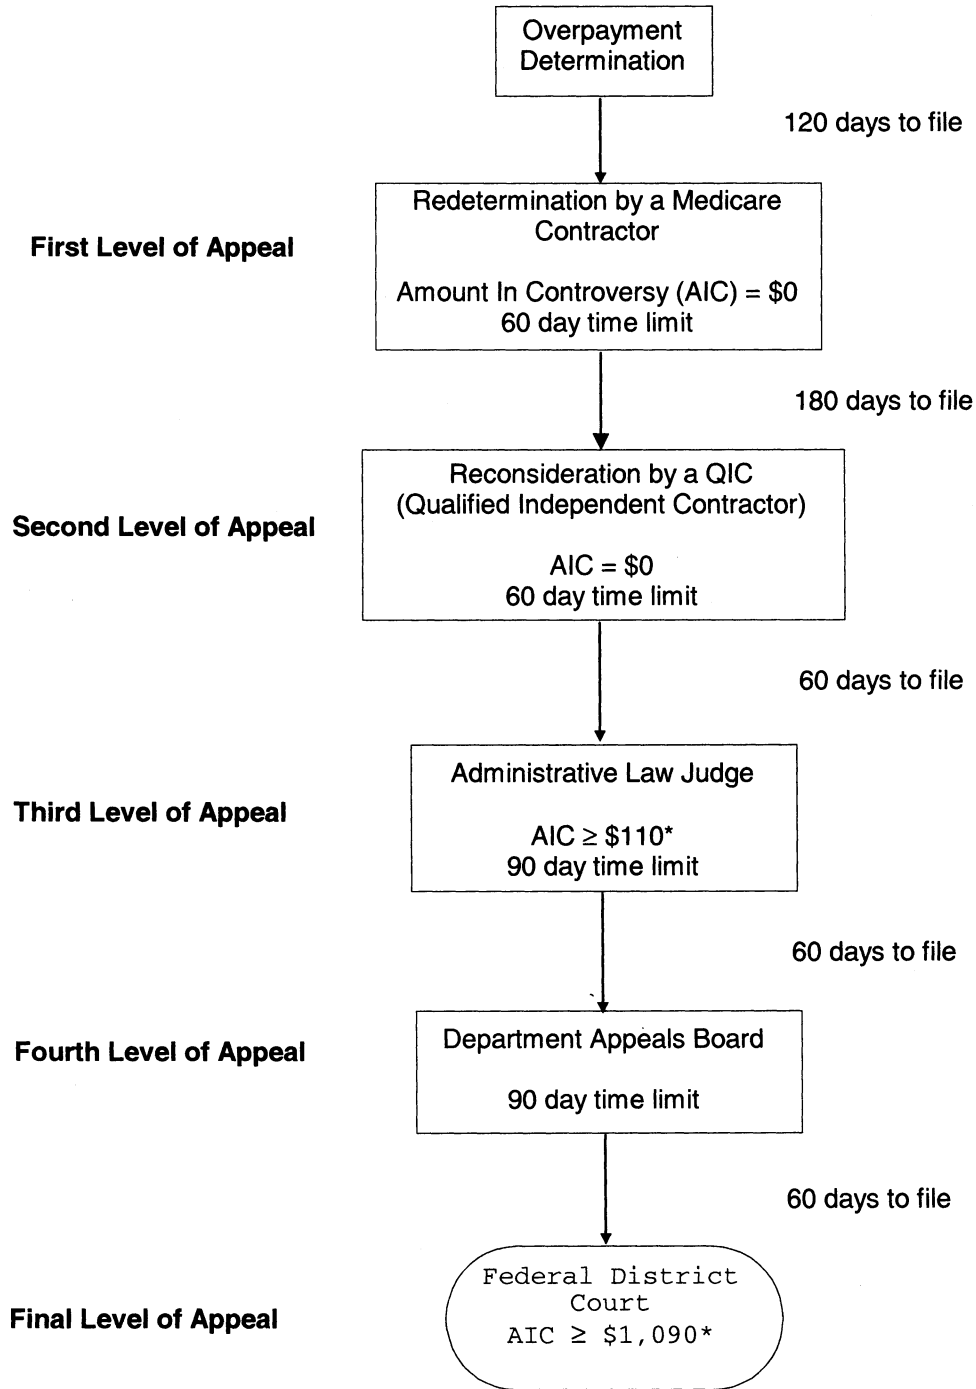 Overpayment
Determination
120 days to file
First Level of Appeal
Redetermination by a Medicare
Contractor
Amount In Controversy (AIC) = $0
60 day time limit
180 days to file
Second Level of Appeal
Reconsideration by a QIC
(Qualified Independent Contractor)
AIC = $0
60 day time limit
60 days to file
Third Level of Appeal
Administrative Law Judge
AIC ≥ $110*
90 day time limit
60 days to file
Fourth Level of Appeal
Department Appeals Board
90 day time limit
60 days to file
Final Level of Appeal
Federal District
Court
AIC ≥ $1,090*